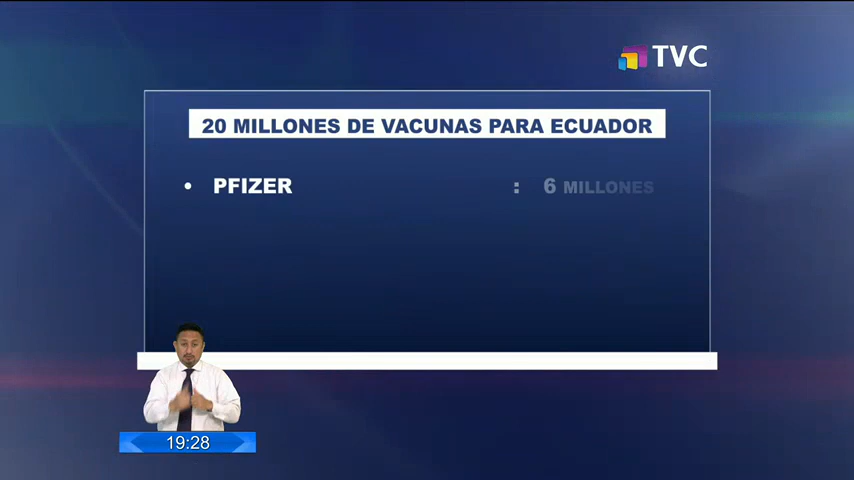 TVC
20 MILLONES DE VACUNAS PARA ECUADOR
• PFIZER : 6 MILLONES
19:28